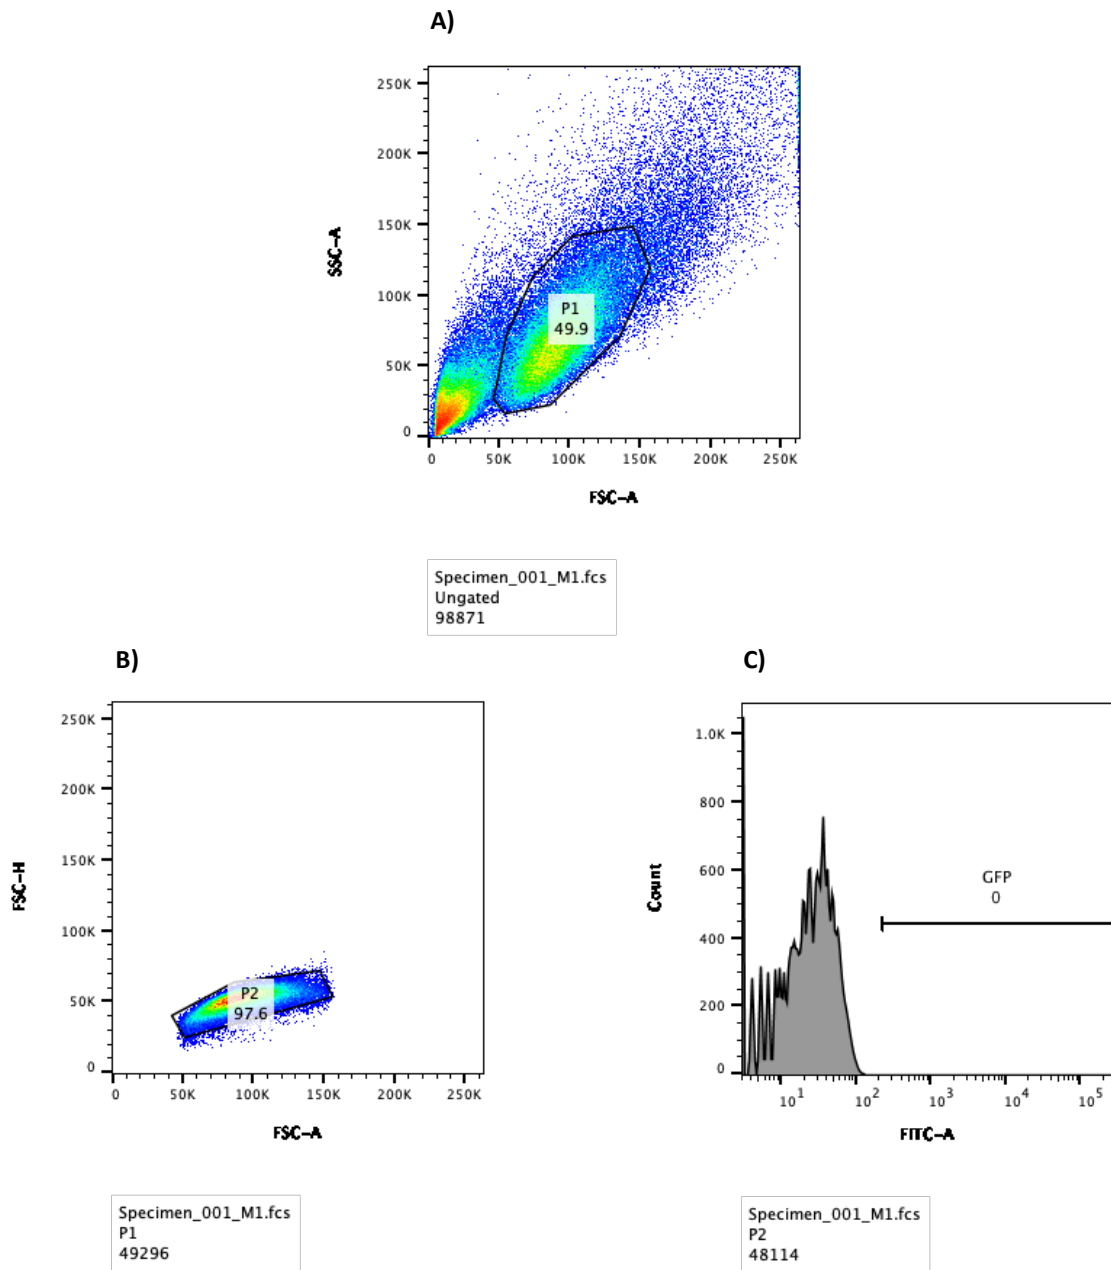 A)
250K
200K
150K
100K
50K
0
SSC-A
P1
49.9
0 50K 100K 150K 200K 250K
FSC-A
Specimen_001_M1.fcs
Ungated
98871
B)
250K
200K
150K
100K
50K
0
FSC-H
P2
97.6
0 50K 100K 150K 200K 250K
FSC-A
Specimen_001_M1.fcs
P1
49296
C)
1.0K
800
600
400
200
0
Count
GFP
0
10^1 10^2 10^3 10^4 10^5
FITC-A
Specimen_001_M1.fcs
P2
48114